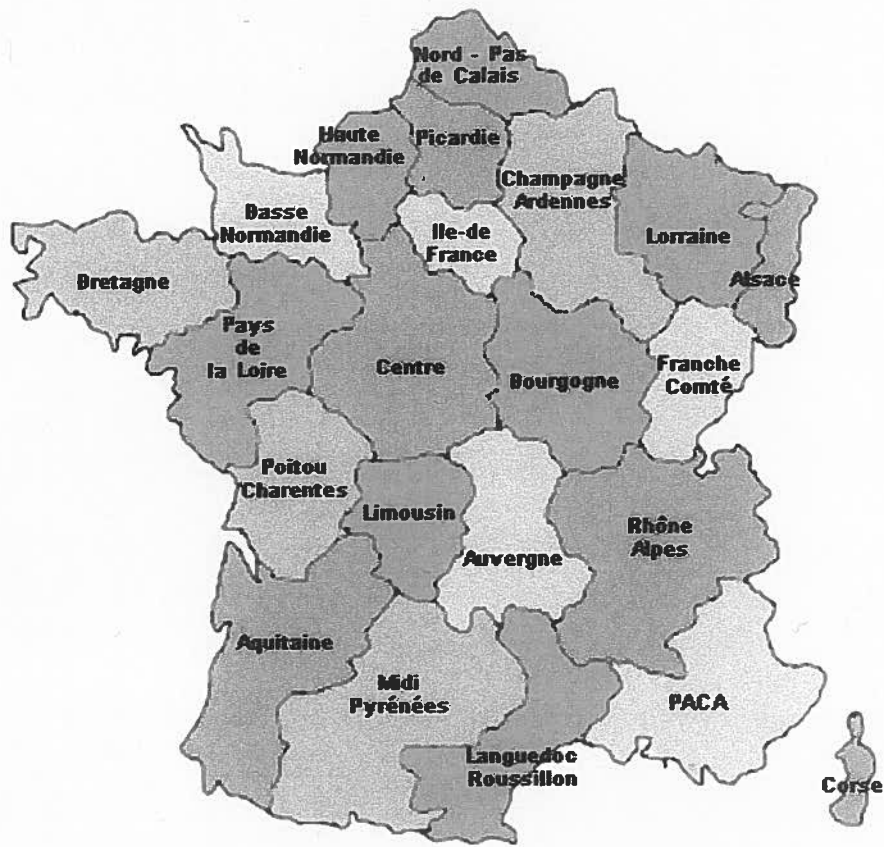 Nord - Pas
de Calais
Haute
Normandie
Picardie
Champagne
Ardennes
Basse
Normandie
Ile-de
France
Lorraine
Alsace
Bretagne
Pays
de
la Loire
Centre
Bourgogne
Franche
Comté
Poitou
Charentes
Limousin
Auvergne
Rhône
Alpes
Aquitaine
Midi
Pyrénées
PACA
Languedoc
Roussillon
Corse